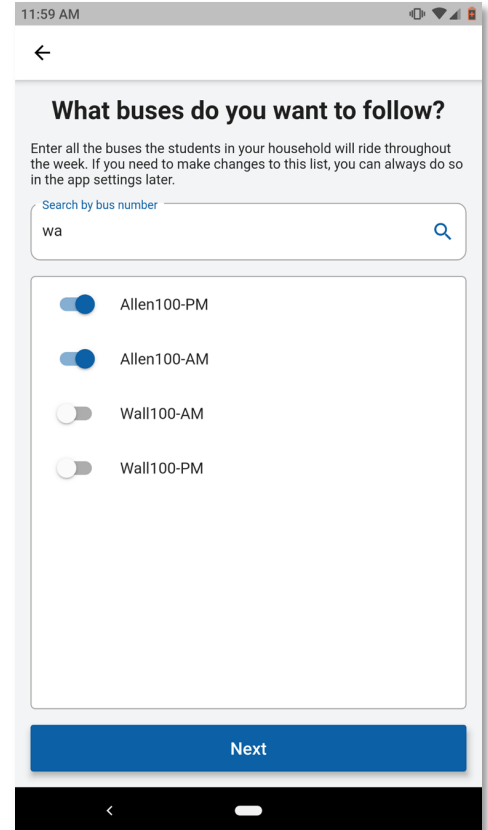 11:59 AM
What buses do you want to follow?
Enter all the buses the students in your household will ride throughout
the week. If you need to make changes to this list, you can always do so
in the app settings later.
Search by bus number
wa
Allen100-PM
Allen100-AM
Wall100-AM
Wall100-PM
Next